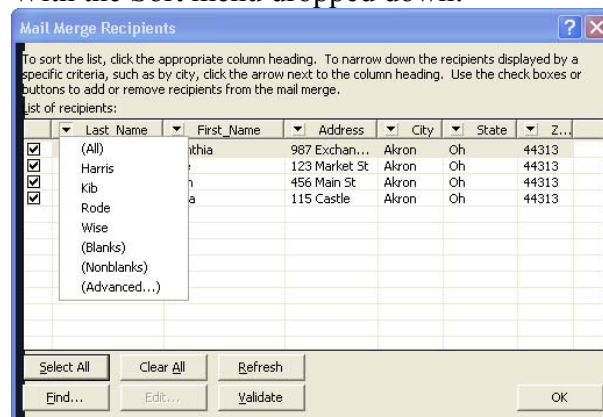 With the Sort menu dropped down.
Mail Merge Recipients
To sort the list, click the appropriate column heading. To narrow down the recipients displayed by a
specific criteria, such as by city, click the arrow next to the column heading. Use the check boxes or
buttons to add or remove recipients from the mail merge.
List of recipients:
Last Name First_Name Address City State Z...
(All) nthia 987 Exchan... Akron Oh 44313
Harris 123 Market St Akron Oh 44313
Kib 456 Main St Akron Oh 44313
Rode a 115 Castle Akron Oh 44313
Wise
(Blanks)
(Nonblanks)
(Advanced...)
Select All Clear All Refresh
Find... Edit... Validate OK